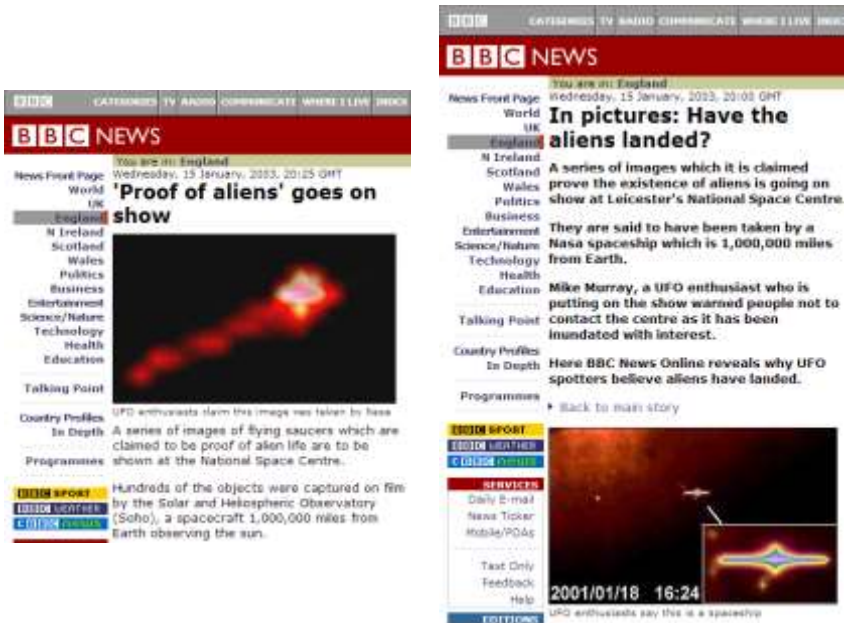 BBC CATEGORIES TV RADIO COMMUNICATE WHERE I LIVE INDEX
BBC NEWS
You are in: England
Wednesday, 15 January, 2003, 20:25 GMT
'Proof of aliens' goes on
show
News Front Page
World
UK
England
N Ireland
Scotland
Wales
Politics
Business
Entertainment
Science/Nature
Technology
Health
Education
Talking Point
Country Profiles
In Depth
Programmes
BBC SPORT
BBC WEATHER
UFO enthusiasts claim this image was taken by Nasa
A series of images of flying saucers which are
claimed to be proof of alien life are to be
shown at the National Space Centre.
Hundreds of the objects were captured on film
by the Solar and Heliospheric Observatory
(Soho), a spacecraft 1,000,000 miles from
Earth observing the sun.
BBC CATEGORIES TV RADIO COMMUNICATE WHERE I LIVE INDEX
BBC NEWS
You are in: England
Wednesday, 15 January, 2003, 20:03 GMT
In pictures: Have the
aliens landed?
News Front Page
World
UK
England
N Ireland
Scotland
Wales
Politics
Business
Entertainment
Science/Nature
Technology
Health
Education
Talking Point
Country Profiles
In Depth
Programmes
BBC SPORT
BBC WEATHER
SERVICES
Daily E-mail
News Ticker
Mobile/PDAs
Text Only
Feedback
Help
EDITIONS
A series of images which it is claimed
prove the existence of aliens is going on
show at Leicester's National Space Centre.
They are said to have been taken by a
Nasa spaceship which is 1,000,000 miles
from Earth.
Mike Murray, a UFO enthusiast who is
putting on the show warned people not to
contact the centre as it has been
inundated with interest.
Here BBC News Online reveals why UFO
spotters believe aliens have landed.
Back to main story
2001/01/18 16:24
UFO enthusiasts say this is a spaceship